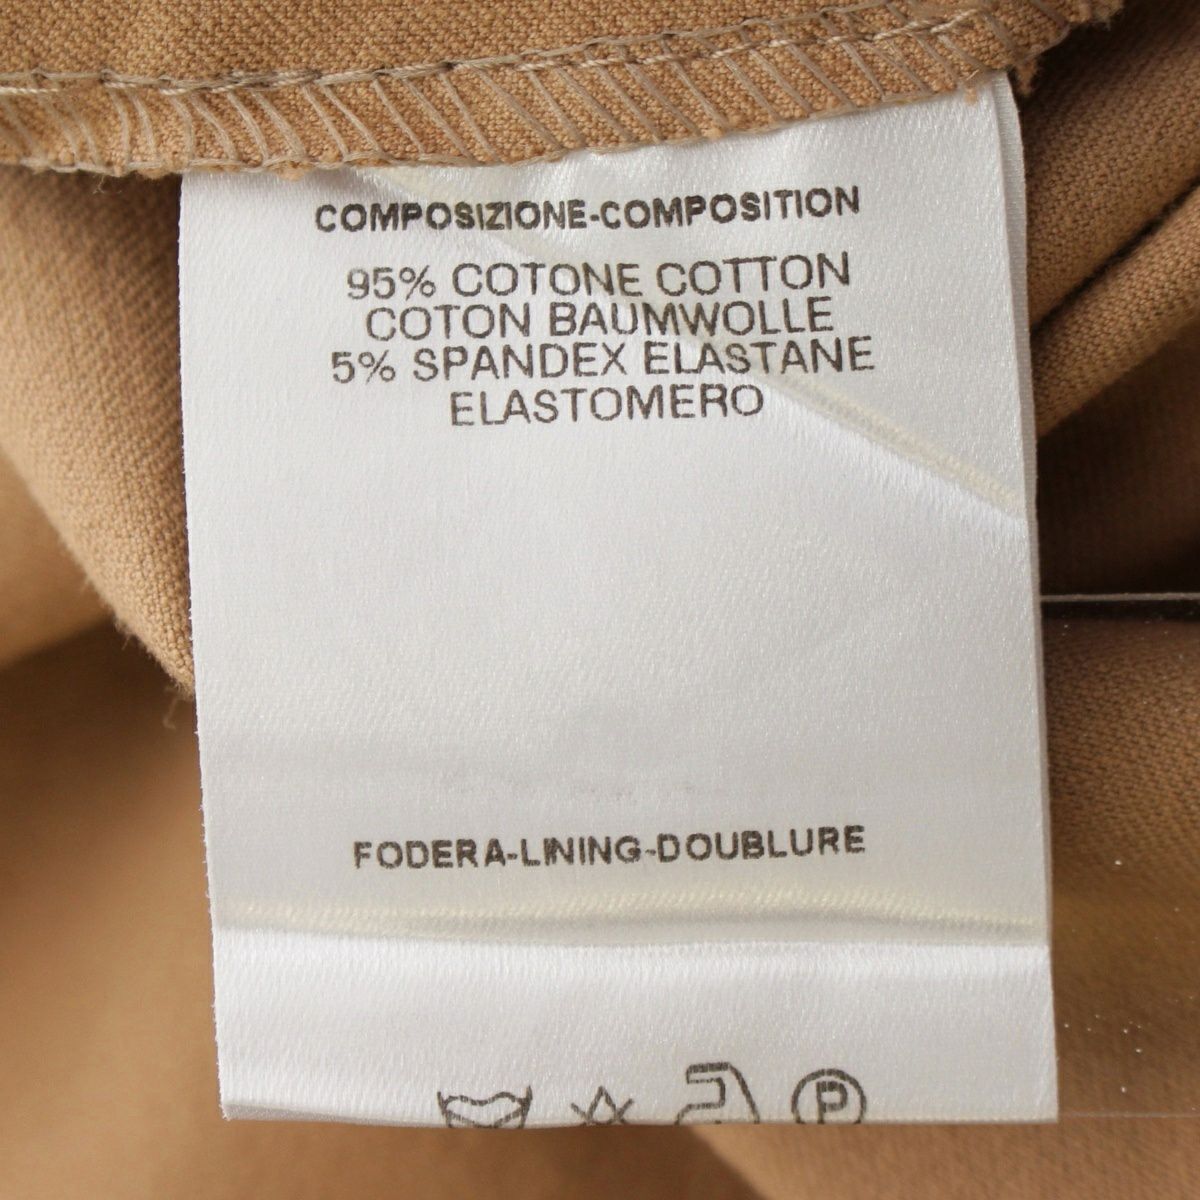 COMPOSIZIONE-COMPOSITION
95% COTONE COTTON
COTON BAUMWOLLE
5% SPANDEX ELASTANE
ELASTOMERO
FODERA-LINING-DOUBLURE
P